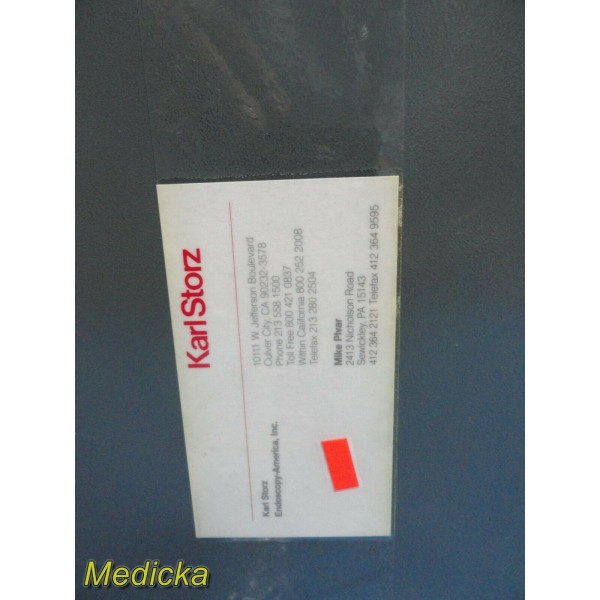 Karl Storz
Karl Storz
Endoscopy-America, Inc.
10111 W Jefferson Boulevard
Culver City, CA 90232-3578
Phone 213 558 1500
Toll Free 800 421 0837
Within California 800 252 2008
Telefax 213 280 2504
Mike Pivar
2413 Nicholson Road
Sewickley, PA 15143
412 364 2121 Telefax 412 364 9595
Medicka